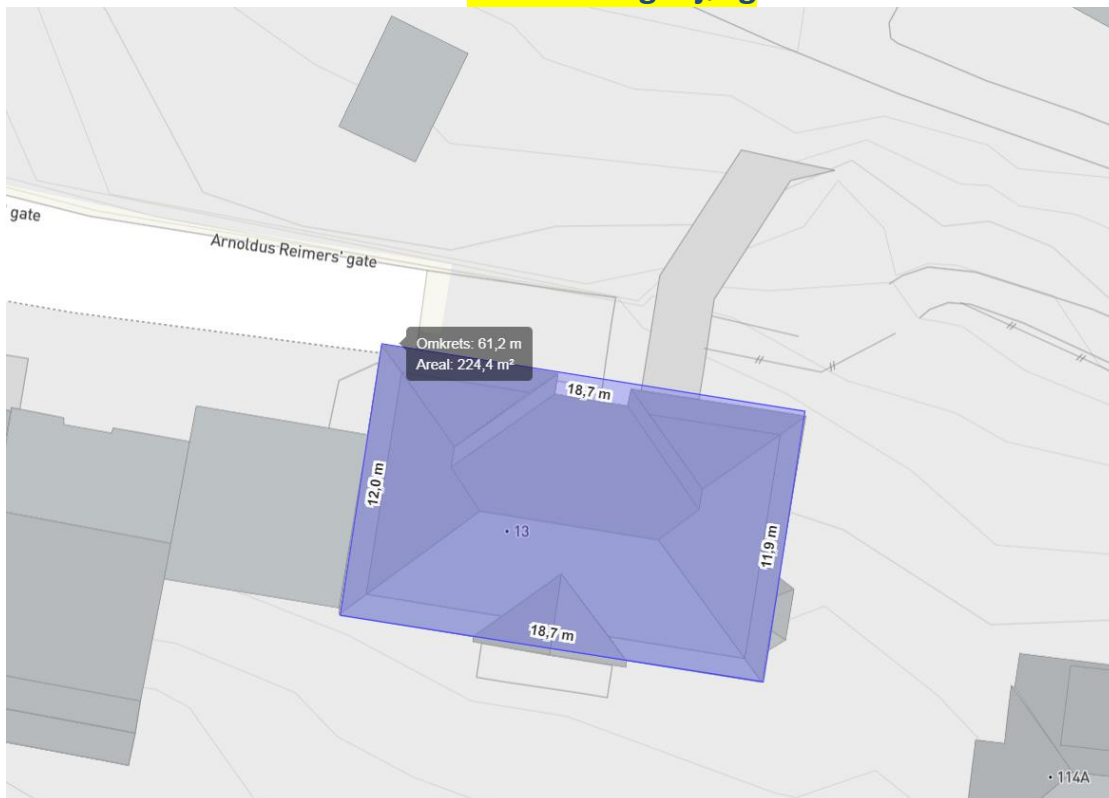 gate
Arnoldus Reimers' gate
Omkrets: 61,2 m
Areal: 224,4 m²
18,7 m
12,0 m
13
11,9 m
18,7 m
114A